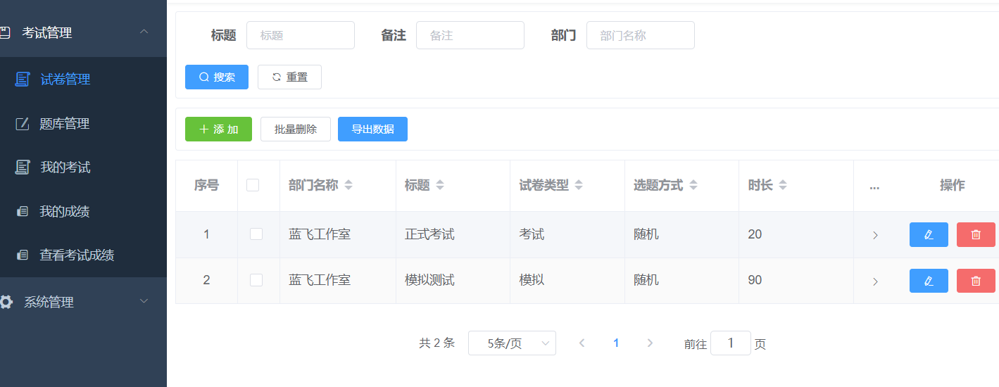 考试管理
试卷管理
题库管理
我的考试
我的成绩
查看考试成绩
系统管理
标题 标题 备注 备注 部门 部门名称
搜索 重置
添加 批量删除 导出数据
序号 部门名称 标题 试卷类型 选题方式 时长 ... 操作
1 蓝飞工作室 正式考试 考试 随机 20
2 蓝飞工作室 模拟测试 模拟 随机 90
共 2 条 5条/页 1 前往 1 页